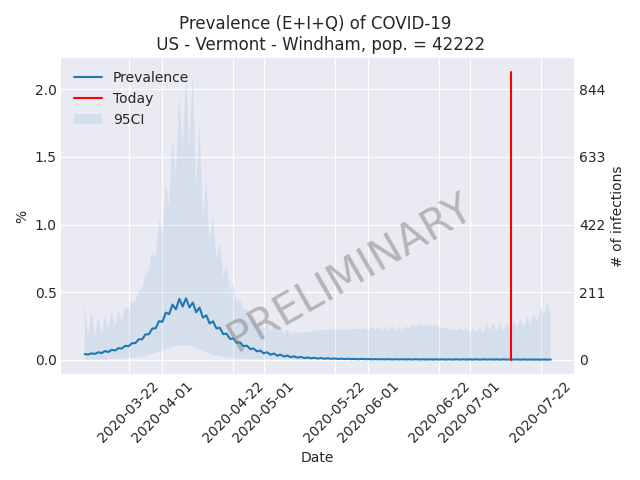 Prevalence (E+I+Q) of COVID-19
US - Vermont - Windham, pop. = 42222
Prevalence
Today
95CI
2.0
1.5
1.0
0.5
0.0
%
844
633
422
211
0
# of infections
PRELIMINARY
2020-03-22
2020-04-01
2020-04-22
2020-05-01
2020-05-22
2020-06-01
2020-06-22
2020-07-01
2020-07-22
Date